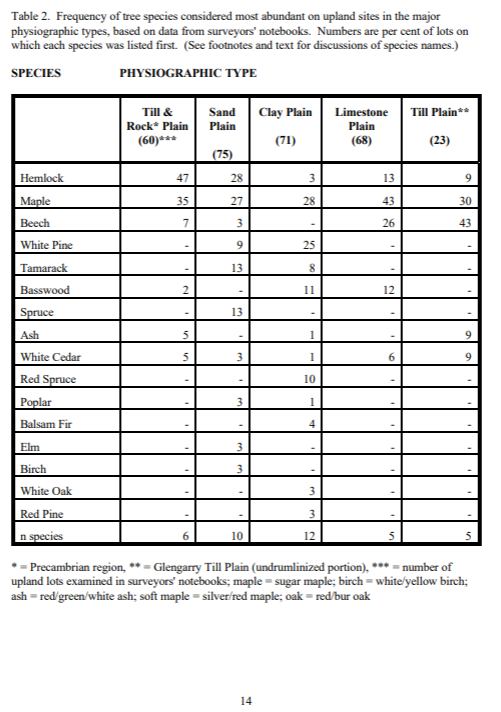 Table 2.  Frequency of tree species considered most abundant on upland sites in the major
physiographic types, based on data from surveyors' notebooks.  Numbers are per cent of lots on
which each species was listed first.  (See footnotes and text for discussions of species names.)
SPECIES PHYSIOGRAPHIC TYPE
Till & Sand Clay Plain Limestone Till Plain**
Rock* Plain Plain Plain
(60)*** (75) (71) (68) (23)
Hemlock 47 28 3 13 9
Maple 35 27 28 43 30
Beech 7 3 - 26 43
White Pine - 9 25 - -
Tamarack - 13 8 - -
Basswood 2 - 11 12 -
Spruce - 13 - - -
Ash 5 - 1 - 9
White Cedar 5 3 1 6 9
Red Spruce - - 10 - -
Poplar - 3 1 - -
Balsam Fir - - 4 - -
Elm - 3 - - -
Birch - 3 - - -
White Oak - - 3 - -
Red Pine - - 3 - -
n species 6 10 12 5 5
* = Precambrian region, ** = Glengarry Till Plain (undrumlinized portion), *** = number of
upland lots examined in surveyors' notebooks; maple = sugar maple; birch = white/yellow birch;
ash = red/green/white ash; soft maple = silver/red maple; oak = red/bur oak
14